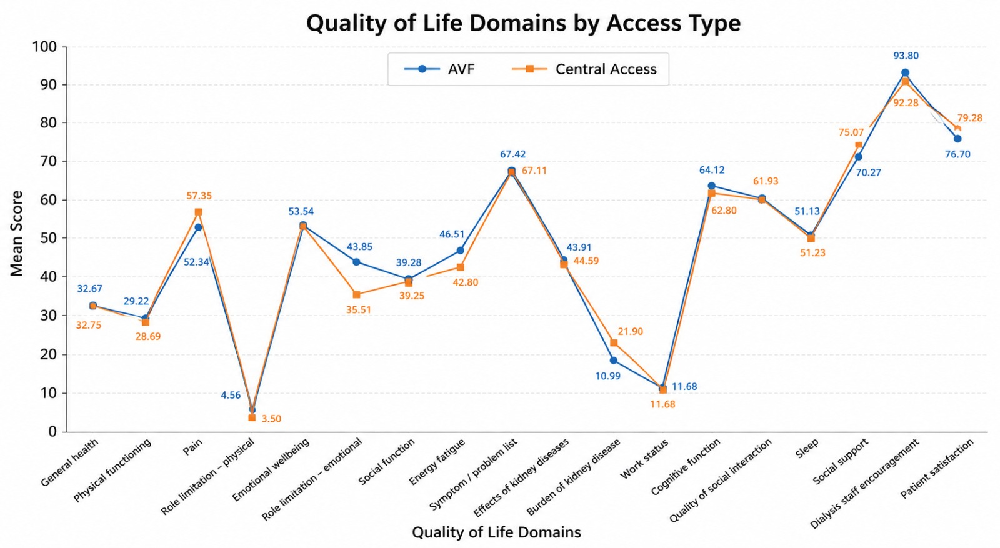 Quality of Life Domains by Access Type
AVF
Central Access
Mean Score
100
90
80
70
60
50
40
30
20
10
0
32.67
32.75
29.22
28.69
57.35
52.34
4.56
3.50
53.54
43.85
35.51
39.28
39.25
46.51
42.80
67.42
67.11
43.91
44.59
21.90
10.99
11.68
11.68
64.12
62.80
61.93
51.13
51.23
75.07
70.27
93.80
92.28
79.28
76.70
General health
Physical functioning
Pain
Role limitation – physical
Emotional wellbeing
Role limitation – emotional
Social function
Energy fatigue
Symptom / problem list
Effects of kidney diseases
Burden of kidney disease
Work status
Cognitive function
Quality of social interaction
Sleep
Social support
Dialysis staff encouragement
Patient satisfaction
Quality of Life Domains